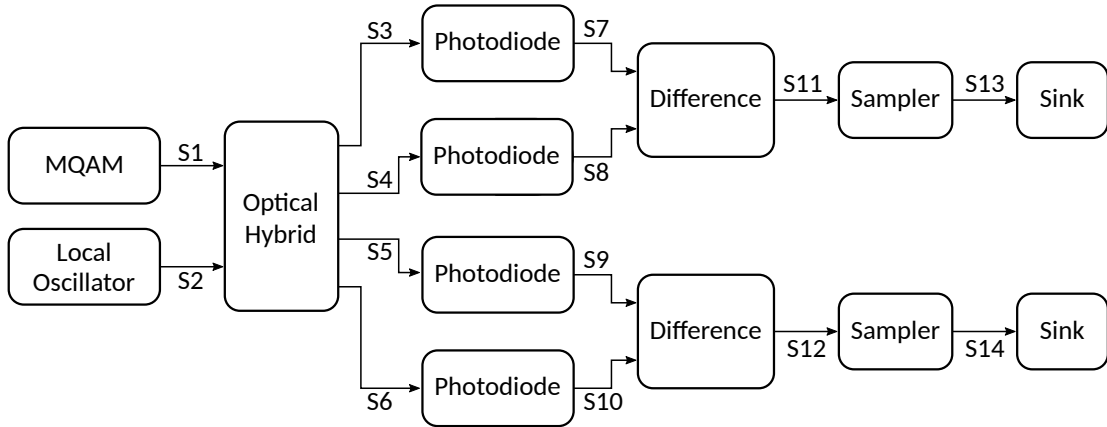 MQAM
S1
Local
Oscillator
S2
Optical
Hybrid
S3
Photodiode
S7
S4
Photodiode
S8
Difference
S11
Sampler
S13
Sink
S5
Photodiode
S9
S6
Photodiode
S10
Difference
S12
Sampler
S14
Sink